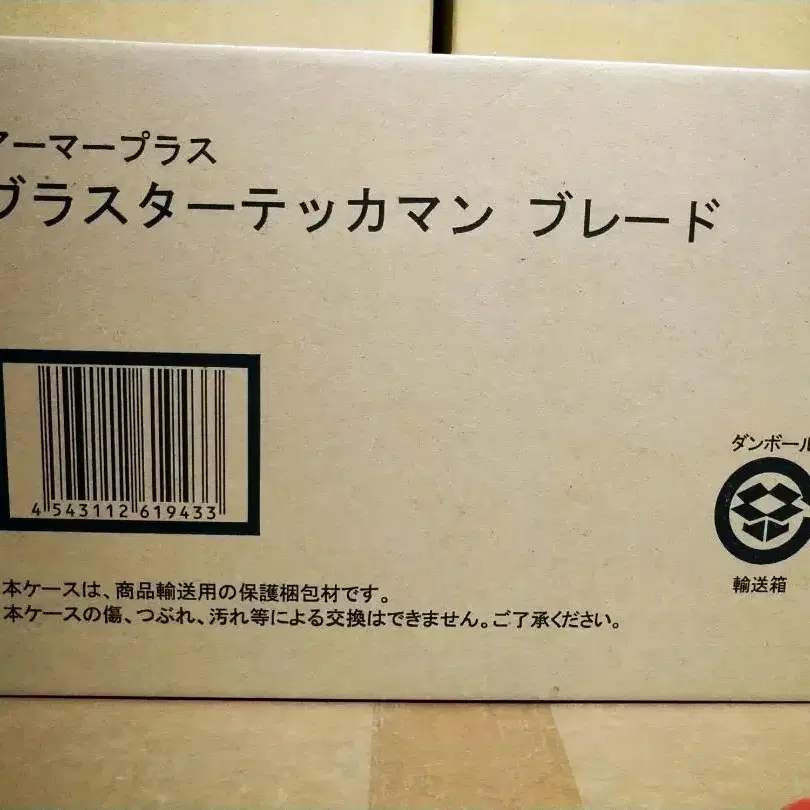 アーマープラス
ブラスターテッカマン ブレード
4 543112 619433
ダンボール
輸送箱
本ケースは、商品輸送用の保護梱包材です。
本ケースの傷、つぶれ、汚れ等による交換はできません。ご了承ください。